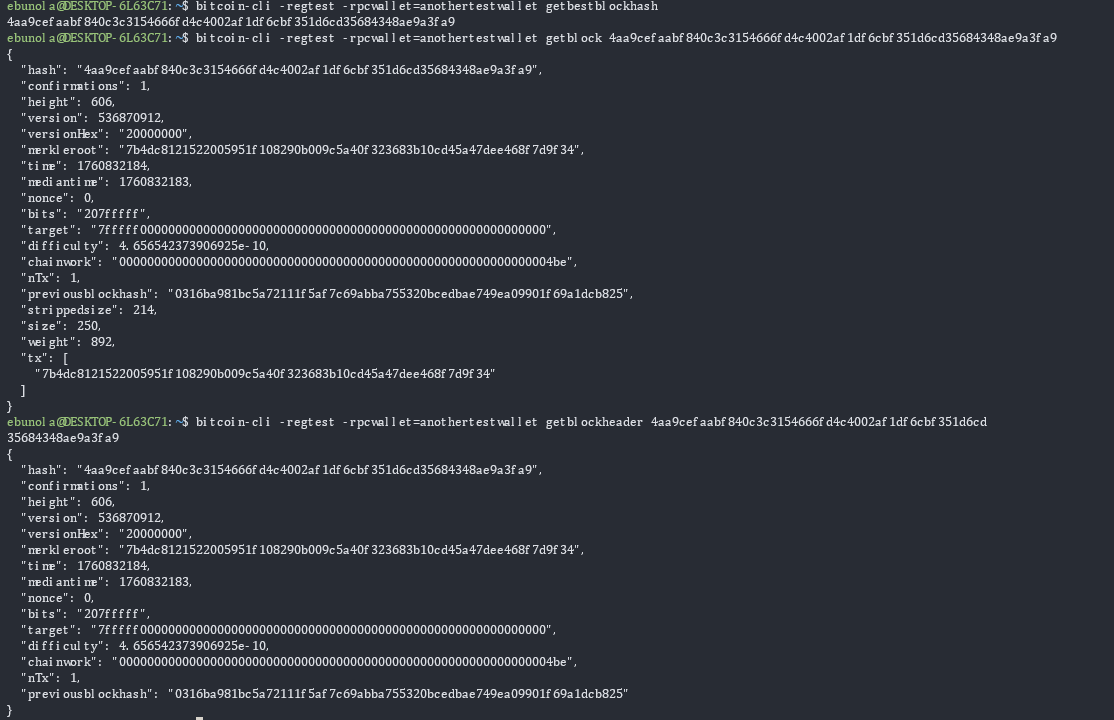 ebunola@DESKTOP-6L63C71:~$ bitcoin-cli -regtest -rpcwallet=anothertestwallet getbestblockhash
4aa9cefaabf840c3c3154666fd4c4002af1df6cbf351d6cd35684348ae9a3fa9
ebunola@DESKTOP-6L63C71:~$ bitcoin-cli -regtest -rpcwallet=anothertestwallet getblock 4aa9cefaabf840c3c3154666fd4c4002af1df6cbf351d6cd35684348ae9a3fa9
{
  "hash": "4aa9cefaabf840c3c3154666fd4c4002af1df6cbf351d6cd35684348ae9a3fa9",
  "confirmations": 1,
  "height": 606,
  "version": 536870912,
  "versionHex": "20000000",
  "merkleroot": "7b4dc8121522005951f108290b009c5a40f323683b10cd45a47dee468f7d9f34",
  "time": 1760832184,
  "mediantime": 1760832183,
  "nonce": 0,
  "bits": "207fffff",
  "target": "7fffff0000000000000000000000000000000000000000000000000000000000",
  "difficulty": 4.656542373906925e-10,
  "chainwork": "00000000000000000000000000000000000000000000000000000000000004be",
  "nTx": 1,
  "previousblockhash": "0316ba981bc5a72111f5af7c69abba755320bcedbae749ea09901f69a1dcb825",
  "strippedsize": 214,
  "size": 250,
  "weight": 892,
  "tx": [
    "7b4dc8121522005951f108290b009c5a40f323683b10cd45a47dee468f7d9f34"
  ]
}
ebunola@DESKTOP-6L63C71:~$ bitcoin-cli -regtest -rpcwallet=anothertestwallet getblockheader 4aa9cefaabf840c3c3154666fd4c4002af1df6cbf351d6cd
35684348ae9a3fa9
{
  "hash": "4aa9cefaabf840c3c3154666fd4c4002af1df6cbf351d6cd35684348ae9a3fa9",
  "confirmations": 1,
  "height": 606,
  "version": 536870912,
  "versionHex": "20000000",
  "merkleroot": "7b4dc8121522005951f108290b009c5a40f323683b10cd45a47dee468f7d9f34",
  "time": 1760832184,
  "mediantime": 1760832183,
  "nonce": 0,
  "bits": "207fffff",
  "target": "7fffff0000000000000000000000000000000000000000000000000000000000",
  "difficulty": 4.656542373906925e-10,
  "chainwork": "00000000000000000000000000000000000000000000000000000000000004be",
  "nTx": 1,
  "previousblockhash": "0316ba981bc5a72111f5af7c69abba755320bcedbae749ea09901f69a1dcb825"
}